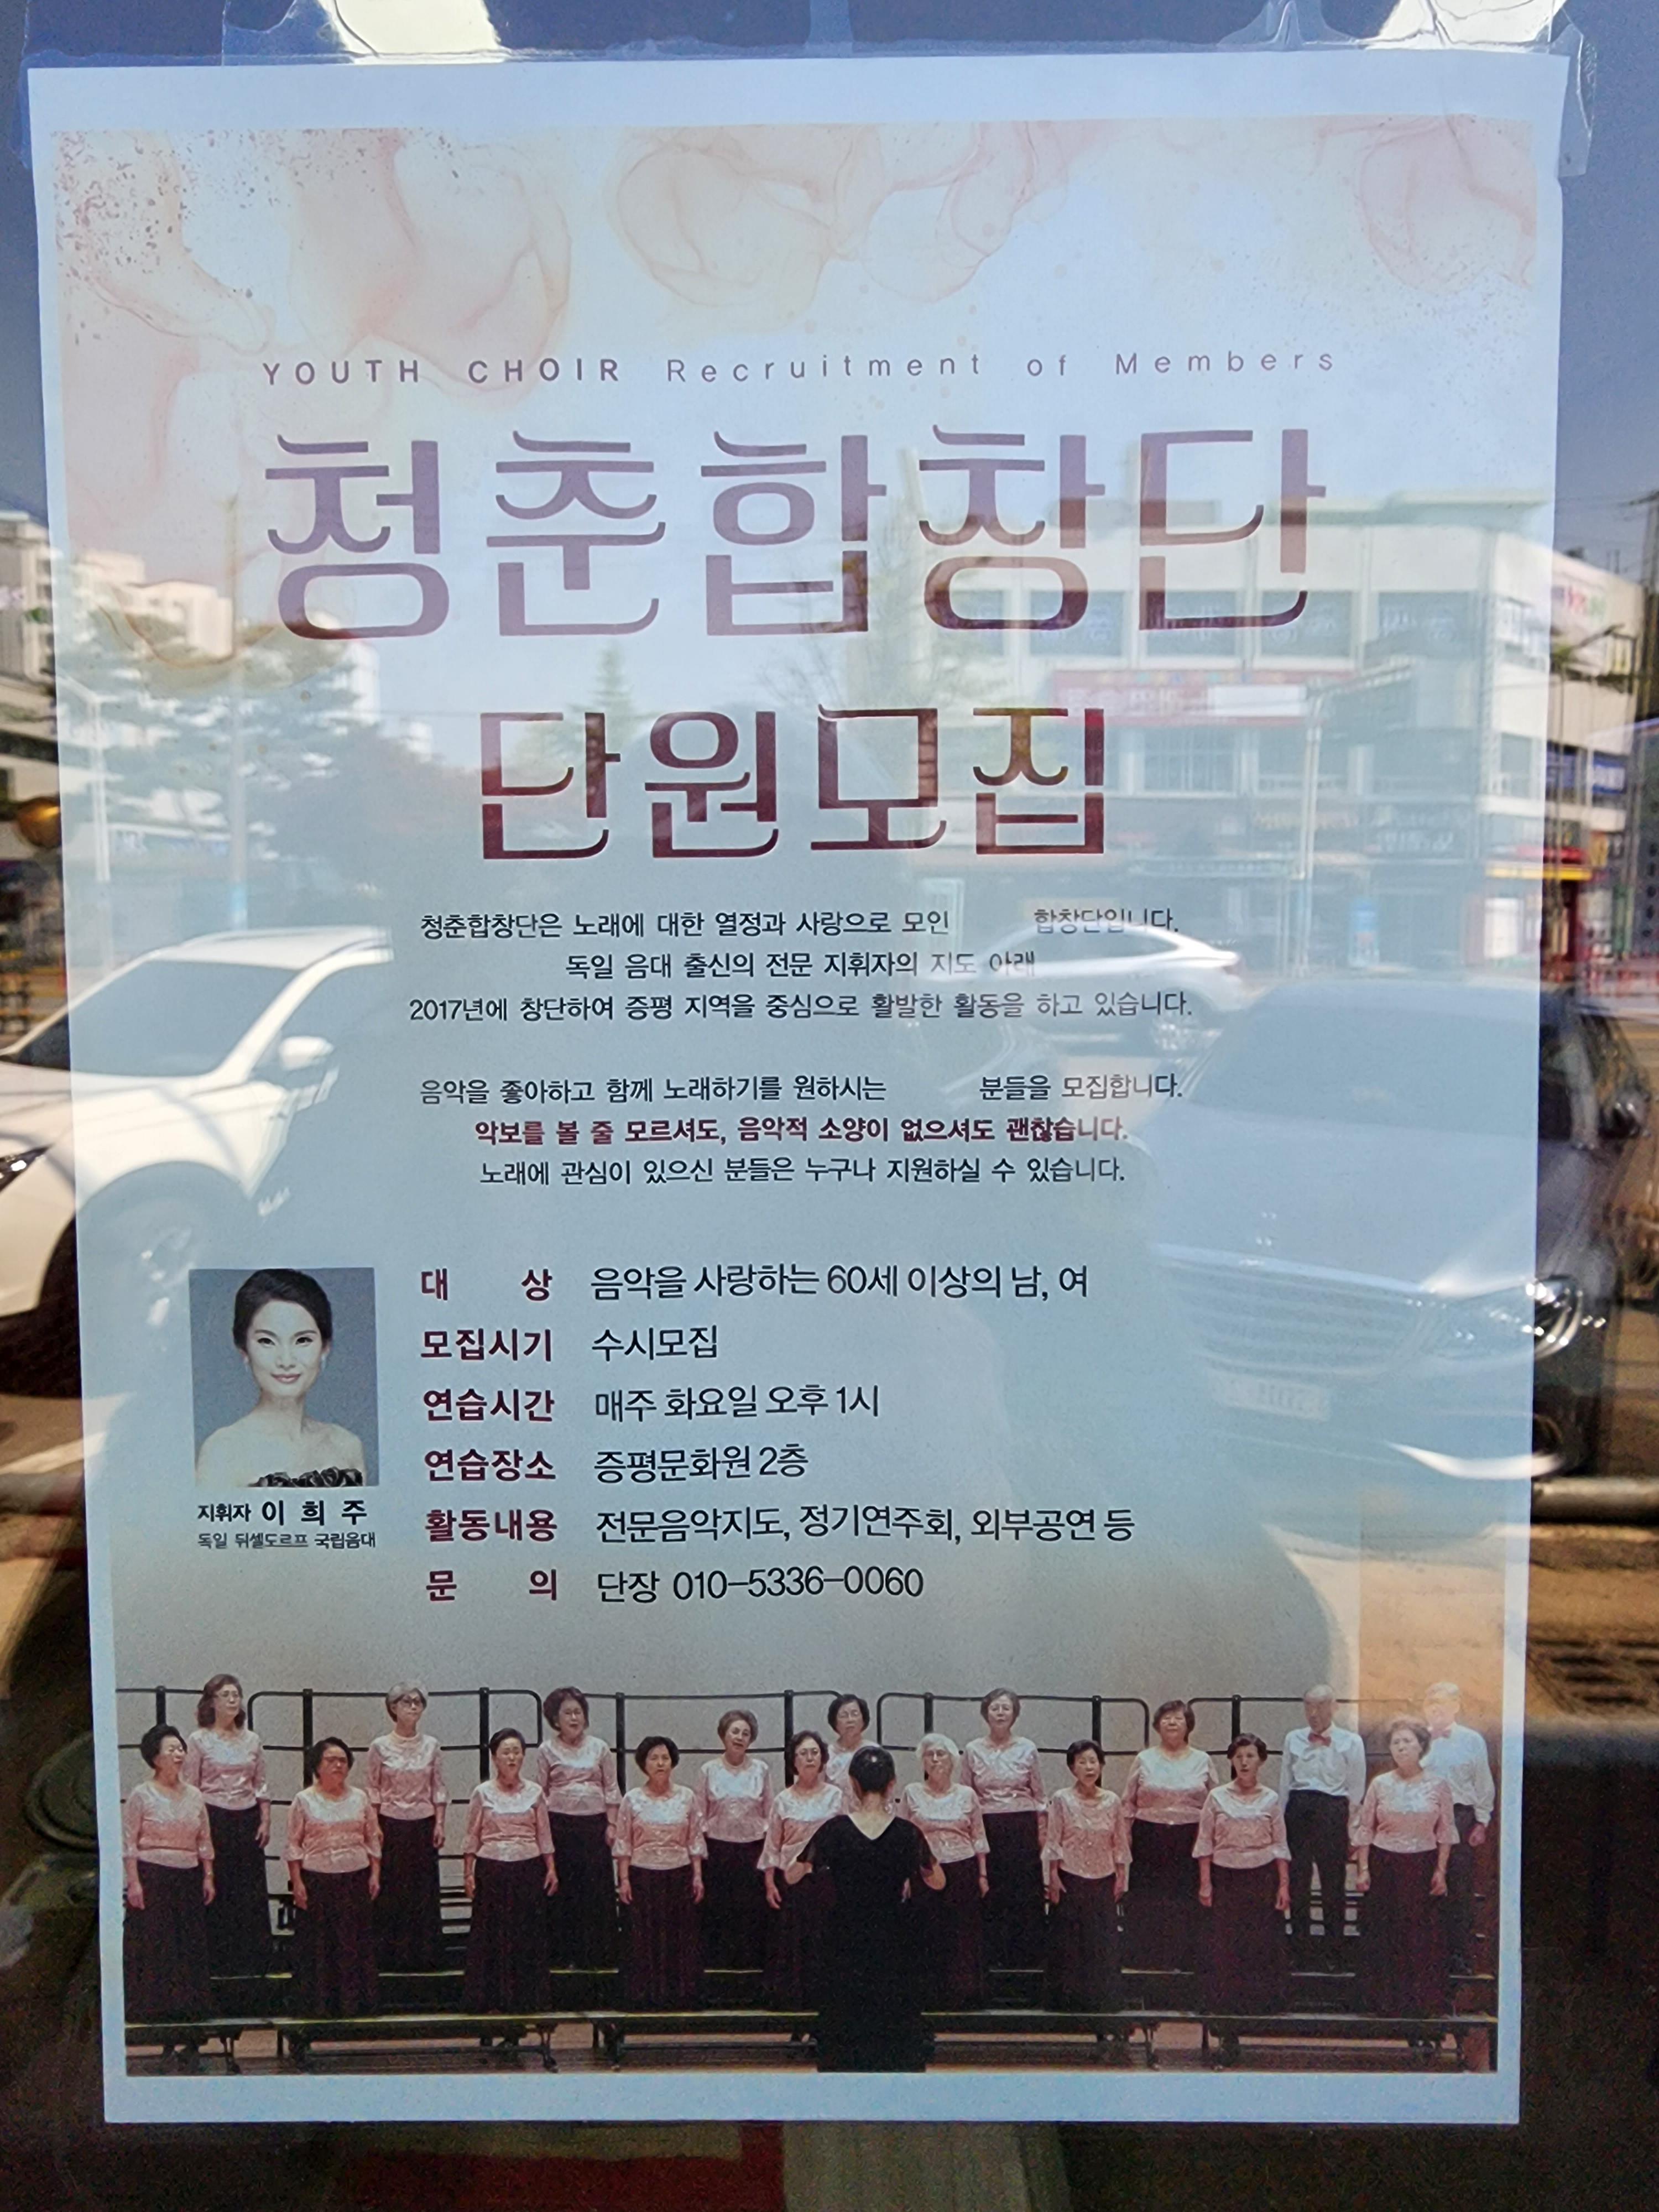 YOUTH CHOIR Recruitment of Members
청춘합창단
단원모집
청춘합창단은 노래에 대한 열정과 사랑으로 모인 합창단입니다.
독일 음대 출신의 전문 지휘자의 지도 아래
2017년에 창단하여 증평 지역을 중심으로 활발한 활동을 하고 있습니다.
음악을 좋아하고 함께 노래하기를 원하시는 분들을 모집합니다.
악보를 볼 줄 모르셔도, 음악적 소양이 없으셔도 괜찮습니다.
노래에 관심이 있으신 분들은 누구나 지원하실 수 있습니다.
대 상 음악을 사랑하는 60세 이상의 남, 여
모집시기 수시모집
연습시간 매주 화요일 오후 1시
연습장소 증평문화원 2층
활동내용 전문음악지도, 정기연주회, 외부공연 등
문 의 단장 010-5336-0060
지휘자 이 희 주
독일 뒤셀도르프 국립음대